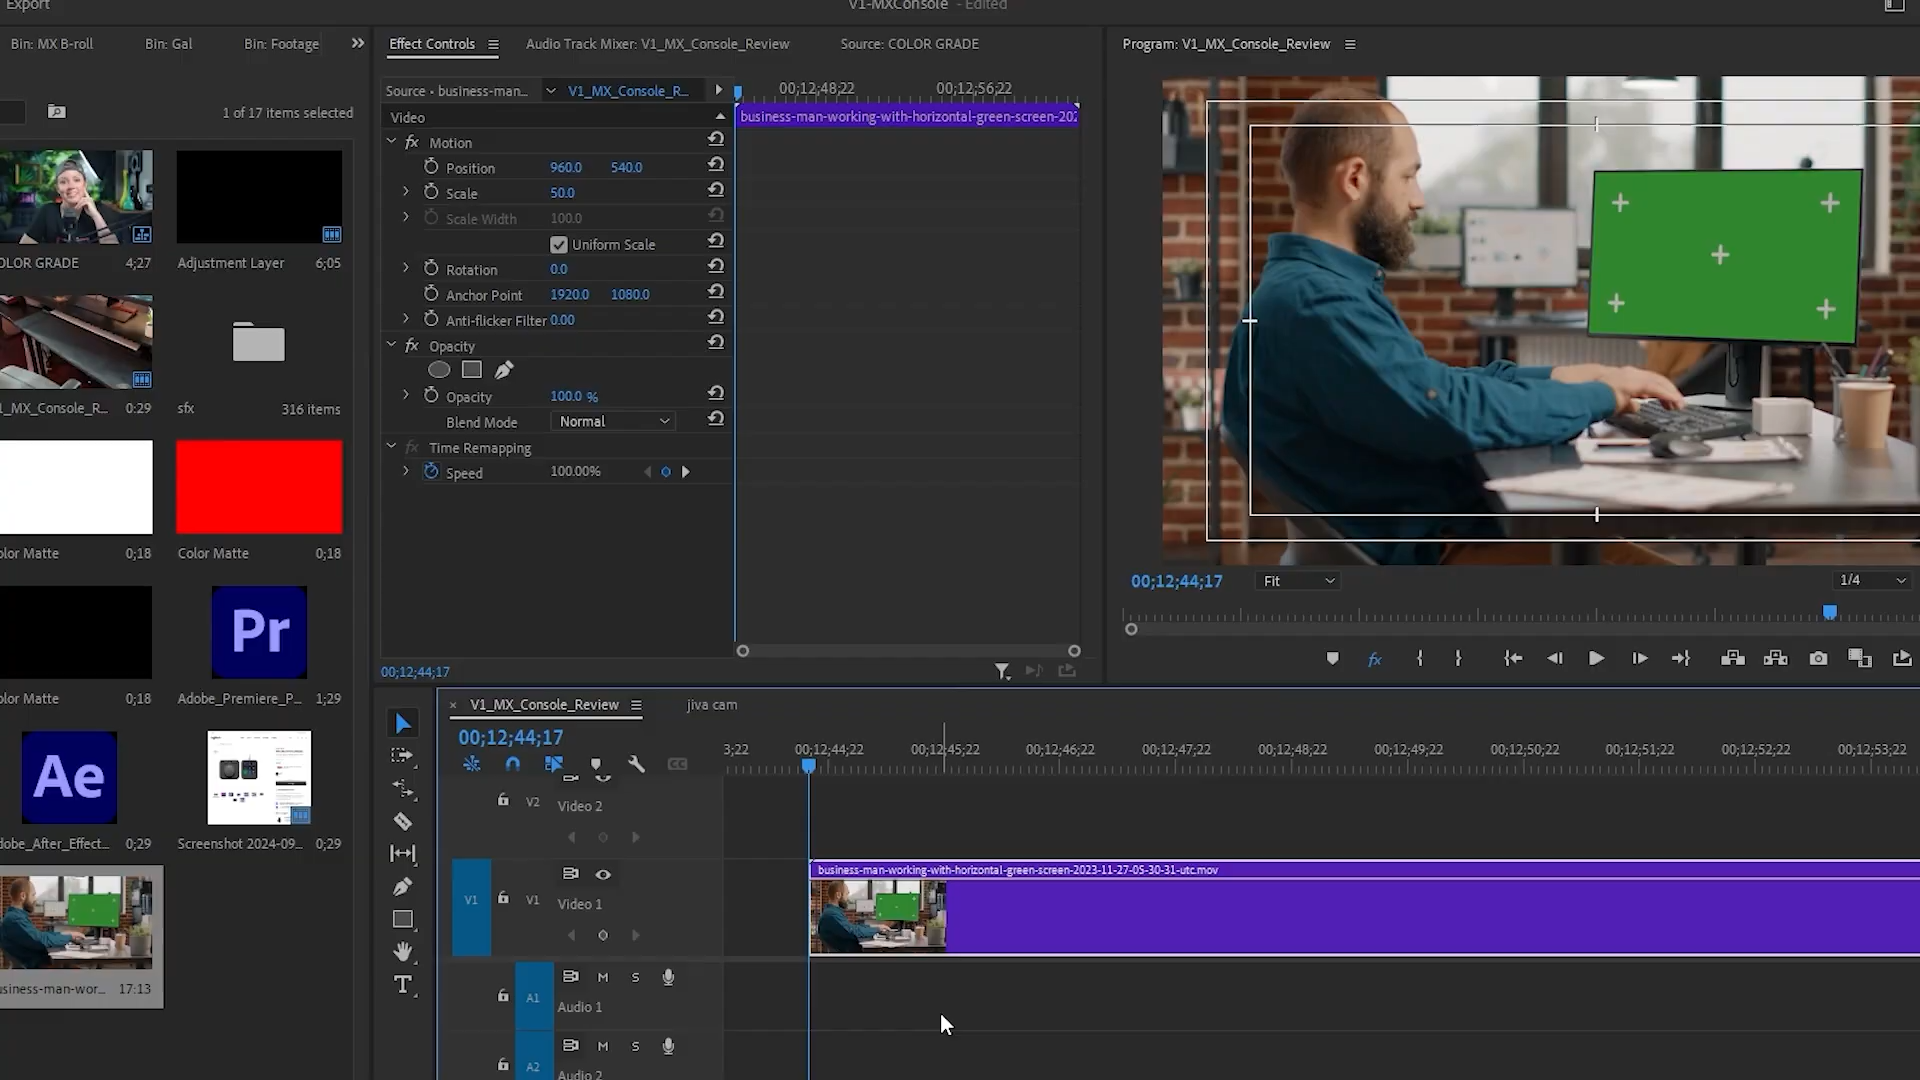 Export
V1-MXConsole - Edited
Bin: MX B-roll
Bin: Gal
Bin: Footage
1 of 17 items selected
OLOR GRADE 4;27
Adjustment Layer 6;05
1_MX_Console_R... 0:29
sfx 316 items
olor Matte 0;18
Color Matte 0;18
Pr
olor Matte 0;18
Adobe_Premiere_P... 1;29
Ae
dobe_After_Effect... 0;29
Screenshot 2024-09... 0;29
usiness-man-wor... 17:13
Effect Controls
Audio Track Mixer: V1_MX_Console_Review
Source: COLOR GRADE
Source • business-man...
V1_MX_Console_R...
00;12;48;22
00;12;56;22
business-man-working-with-horizontal-green-screen-202
Video
fx Motion
Position 960.0 540.0
Scale 50.0
Scale Width 100.0
Uniform Scale
Rotation 0.0
Anchor Point 1920.0 1080.0
Anti-flicker Filter 0.00
fx Opacity
Opacity 100.0 %
Blend Mode Normal
fx Time Remapping
Speed 100.00%
00;12;44;17
Program: V1_MX_Console_Review
00;12;44;17
Fit
1/4
fx
V1_MX_Console_Review
jiva cam
00;12;44;17
3;22
00;12;44;22
00;12;45;22
00;12;46;22
00;12;47;22
00;12;48;22
00;12;49;22
00;12;50;22
00;12;51;22
00;12;52;22
00;12;53;22
V2 Video 2
business-man-working-with-horizontal-green-screen-2023-11-27-05-30-31-utc.mov
V1 V1 Video 1
A1 M S
Audio 1
A2 M S
Audio 2